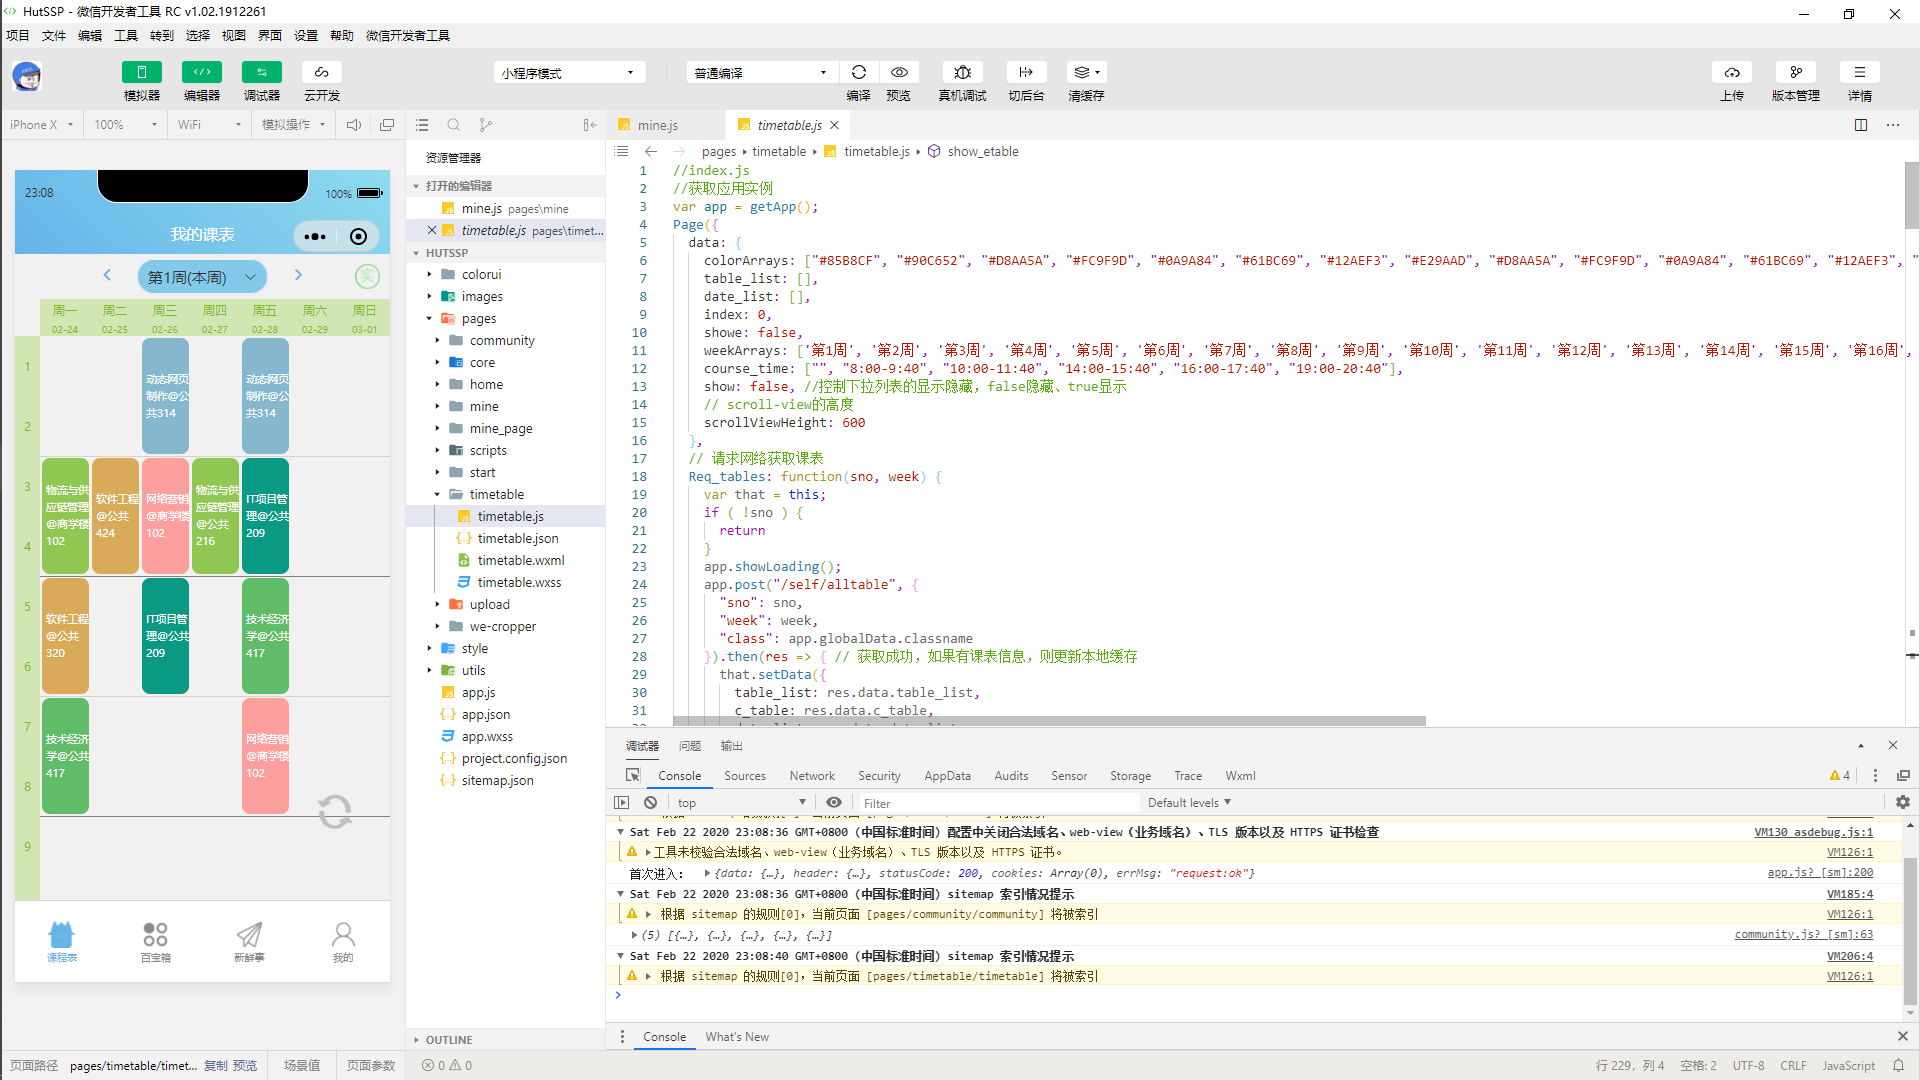 HutSSP - 微信开发者工具 RC v1.02.1912261
项目 文件 编辑 工具 转到 选择 视图 界面 设置 帮助 微信开发者工具
模拟器 编辑器 调试器 云开发
小程序模式
普通编译
编译 预览 真机调试 切后台 清缓存
上传 版本管理 详情
iPhone X 100% WiFi 模拟操作
23:08
100%
我的课表
第1周(本周)
实
周一 周二 周三 周四 周五 周六 周日
02-24 02-25 02-26 02-27 02-28 02-29 03-01
1
2
3
4
5
6
7
8
9
动态网页
制作@公
共314
动态网页
制作@公
共314
物流与供
应链管理
@商学楼
102
软件工程
@公共
424
网络营销
@商学楼
102
物流与供
应链管理
@公共
216
IT项目管
理@公共
209
软件工程
@公共
320
IT项目管
理@公共
209
技术经济
学@公共
417
技术经济
学@公共
417
网络营销
@商学楼
102
课程表 百宝箱 新鲜事 我的
页面路径 pages/timetable/timet... 复制 预览 场景值 页面参数
资源管理器
打开的编辑器
mine.js pages\mine
timetable.js pages\timet...
HUTSSP
colorui
images
pages
community
core
home
mine
mine_page
scripts
start
timetable
timetable.js
timetable.json
timetable.wxml
timetable.wxss
upload
we-cropper
style
utils
app.js
app.json
app.wxss
project.config.json
sitemap.json
OUTLINE
0 0
mine.js timetable.js
pages timetable timetable.js show_etable
1 //index.js
2 //获取应用实例
3 var app = getApp();
4 Page({
5 data: {
6 colorArrays: ["#85B8CF", "#90C652", "#D8AA5A", "#FC9F9D", "#0A9A84", "#61BC69", "#12AEF3", "#E29AAD", "#D8AA5A", "#FC9F9D", "#0A9A84", "#61BC69", "#12AEF3", "
7 table_list: [],
8 date_list: [],
9 index: 0,
10 showe: false,
11 weekArrays: ['第1周', '第2周', '第3周', '第4周', '第5周', '第6周', '第7周', '第8周', '第9周', '第10周', '第11周', '第12周', '第13周', '第14周', '第15周', '第16周',
12 course_time: ["", "8:00-9:40", "10:00-11:40", "14:00-15:40", "16:00-17:40", "19:00-20:40"],
13 show: false, //控制下拉列表的显示隐藏，false隐藏、true显示
14 // scroll-view的高度
15 scrollViewHeight: 600
16 },
17 // 请求网络获取课表
18 Req_tables: function(sno, week) {
19 var that = this;
20 if ( !sno ) {
21 return
22 }
23 app.showLoading();
24 app.post("/self/alltable", {
25 "sno": sno,
26 "week": week,
27 "class": app.globalData.classname
28 }).then(res => { // 获取成功，如果有课表信息，则更新本地缓存
29 that.setData({
30 table_list: res.data.table_list,
31 c_table: res.data.c_table,
调试器 问题 输出
Console Sources Network Security AppData Audits Sensor Storage Trace Wxml
4
top Filter Default levels
Sat Feb 22 2020 23:08:36 GMT+0800 (中国标准时间) 配置中关闭合法域名、web-view（业务域名）、TLS 版本以及 HTTPS 证书检查 VM130 asdebug.js:1
工具未校验合法域名、web-view（业务域名）、TLS 版本以及 HTTPS 证书。 VM126:1
首次进入： {data: {…}, header: {…}, statusCode: 200, cookies: Array(0), errMsg: "request:ok"} app.js? [sm]:200
Sat Feb 22 2020 23:08:36 GMT+0800 (中国标准时间) sitemap 索引情况提示 VM185:4
根据 sitemap 的规则[0]，当前页面 [pages/community/community] 将被索引 VM126:1
(5) [{…}, {…}, {…}, {…}, {…}] community.js? [sm]:63
Sat Feb 22 2020 23:08:40 GMT+0800 (中国标准时间) sitemap 索引情况提示 VM206:4
根据 sitemap 的规则[0]，当前页面 [pages/timetable/timetable] 将被索引 VM126:1
Console What's New
行 229，列 4 空格: 2 UTF-8 CRLF JavaScript